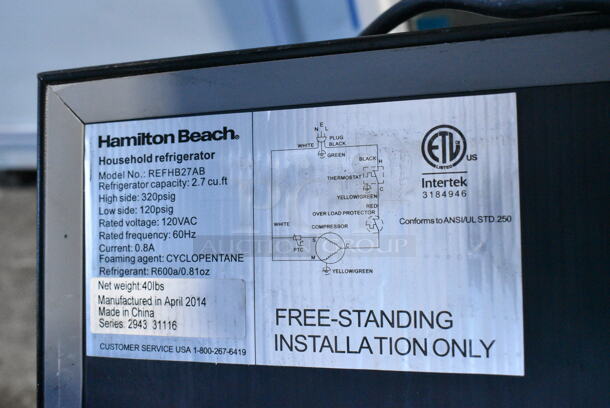 Hamilton Beach®
Household refrigerator
Model No.: REFHB27AB
Refrigerator capacity: 2.7 cu.ft
High side: 320psig
Low side: 120psig
Rated voltage: 120VAC
Rated frequency: 60Hz
Current: 0.8A
Foaming agent: CYCLOPENTANE
Refrigerant: R600a/0.81oz
Net weight:40lbs
Manufactured in April 2014
Made in China
Series: 2943 31116
CUSTOMER SERVICE USA 1-800-267-6419
E
N L
PLUG
WHITE BLACK
GREEN
BLACK H
THERMOSTAT
C
YELLOW/GREEN
RED
OVER LOAD PROTECTOR
WHITE COMPRESSOR
PTC
S
C
M
YELLOW/GREEN
FREE-STANDING
INSTALLATION ONLY
ETL
LISTED
US
Intertek
3184946
Conforms to ANSI/UL STD.250
AUCTION GROUP